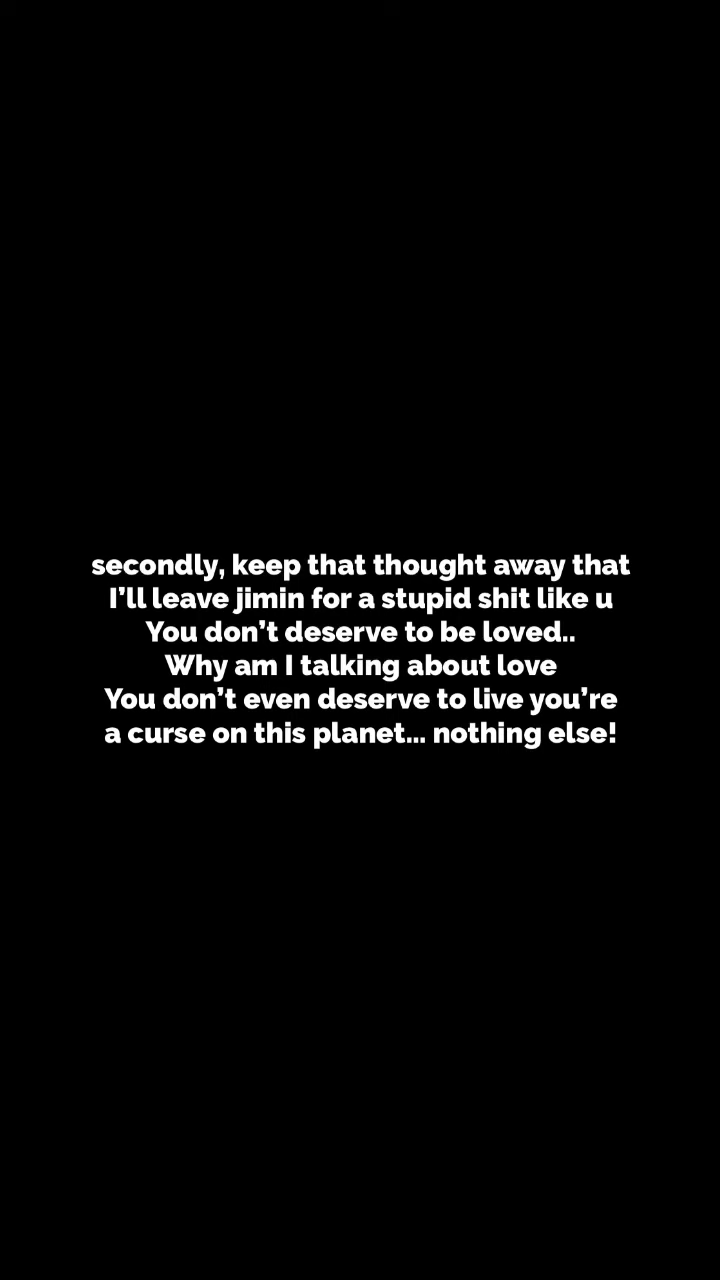 secondly, keep that thought away that
I’ll leave jimin for a stupid shit like u
You don’t deserve to be loved..
Why am I talking about love
You don’t even deserve to live you’re
a curse on this planet... nothing else!